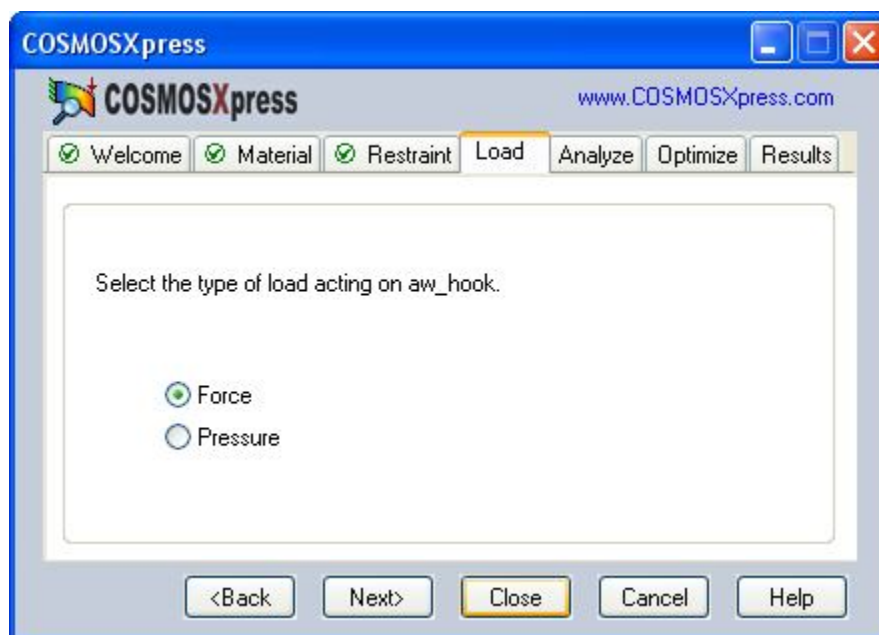 COSMOSXpress
COSMOSXpress www.COSMOSXpress.com
Welcome Material Restraint Load Analyze Optimize Results
Select the type of load acting on aw_hook.
Force
Pressure
<Back Next> Close Cancel Help